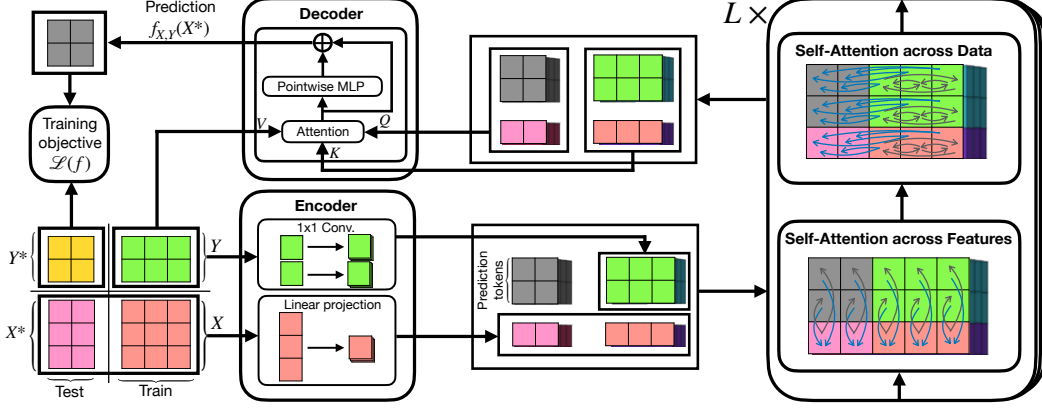 Prediction
f_{X,Y}(X*)
Decoder
Pointwise MLP
Attention
V
Q
K
L ×
Self-Attention across Data
Training
objective
ℒ(f)
Encoder
1x1 Conv.
Linear projection
Y*
Y
X*
X
Test
Train
Prediction
tokens
Self-Attention across Features